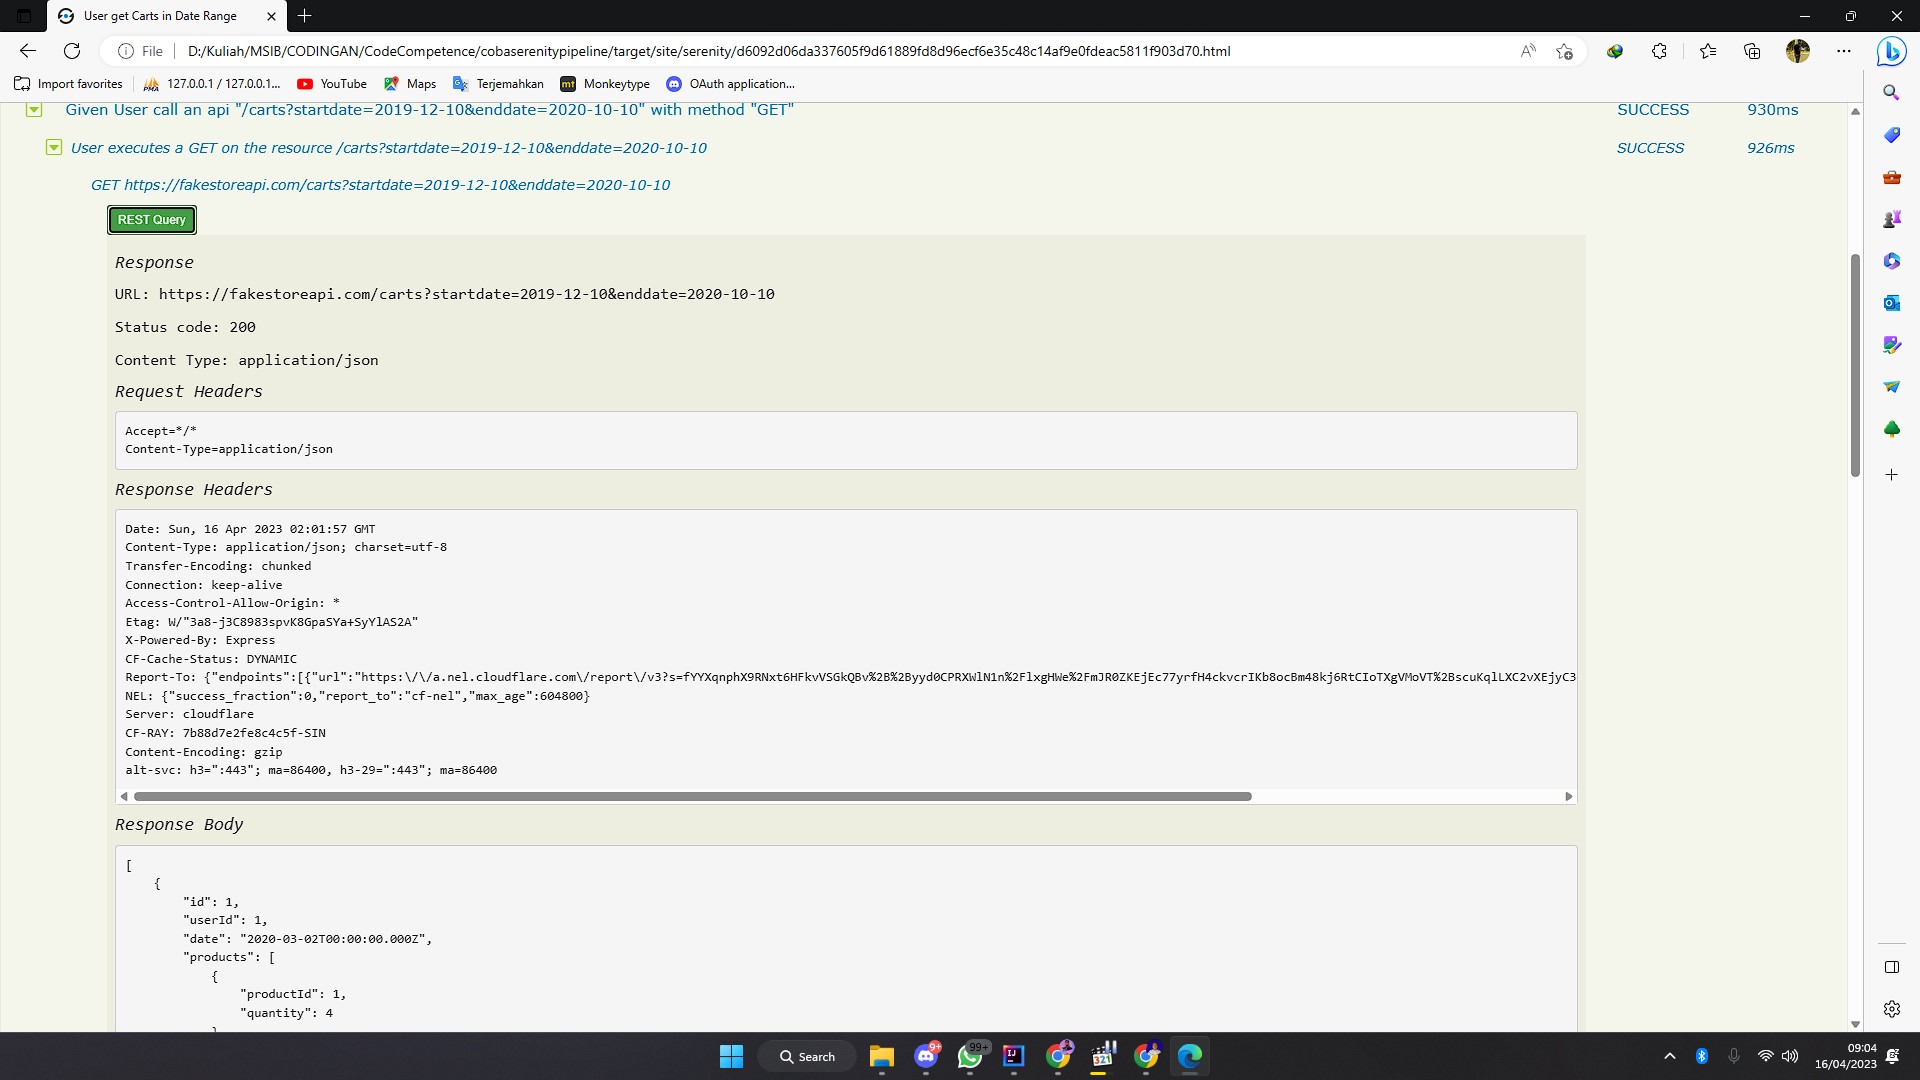 User get Carts in Date Range
File
D:/Kuliah/MSIB/CODINGAN/CodeCompetence/cobaserenitypipeline/target/site/serenity/d6092d06da337605f9d61889fd8d96ecf6e35c48c14af9e0fdeac5811f903d70.html
Import favorites
127.0.0.1 / 127.0.0.1...
YouTube
Maps
Terjemahkan
Monkeytype
OAuth application...
Given User call an api "/carts?startdate=2019-12-10&enddate=2020-10-10" with method "GET" SUCCESS 930ms
User executes a GET on the resource /carts?startdate=2019-12-10&enddate=2020-10-10 SUCCESS 926ms
GET https://fakestoreapi.com/carts?startdate=2019-12-10&enddate=2020-10-10
REST Query
Response
URL: https://fakestoreapi.com/carts?startdate=2019-12-10&enddate=2020-10-10
Status code: 200
Content Type: application/json
Request Headers
Accept=*/*
Content-Type=application/json
Response Headers
Date: Sun, 16 Apr 2023 02:01:57 GMT
Content-Type: application/json; charset=utf-8
Transfer-Encoding: chunked
Connection: keep-alive
Access-Control-Allow-Origin: *
Etag: W/"3a8-j3C8983spvK8GpaSYa+SyYlAS2A"
X-Powered-By: Express
CF-Cache-Status: DYNAMIC
Report-To: {"endpoints":[{"url":"https:\/\/a.nel.cloudflare.com\/report\/v3?s=fYYXqnphX9RNxt6HFkvVSGkQBv%2B%2Byyd0CPRXWlN1n%2FlxgHWe%2FmJR0ZKEjEc77yrfH4ckvcrIKb8ocBm48kj6RtCIoTXgVMoVT%2BscuKqlLXC2vXEjyC3
NEL: {"success_fraction":0,"report_to":"cf-nel","max_age":604800}
Server: cloudflare
CF-RAY: 7b88d7e2fe8c4c5f-SIN
Content-Encoding: gzip
alt-svc: h3=":443"; ma=86400, h3-29=":443"; ma=86400
Response Body
[
{
"id": 1,
"userId": 1,
"date": "2020-03-02T00:00:00.000Z",
"products": [
{
"productId": 1,
"quantity": 4
}
Search
9+
99+
09:04
16/04/2023